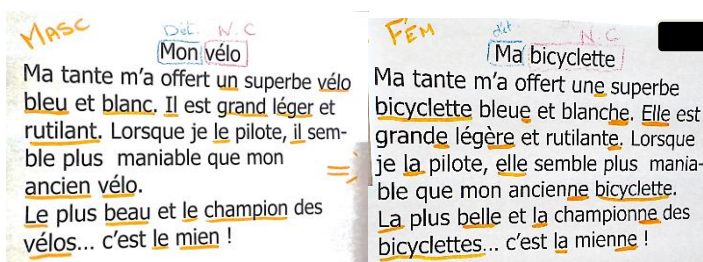 MASC
Dét. N.C
Mon vélo
Ma tante m'a offert un superbe vélo
bleu et blanc. Il est grand léger et
rutilant. Lorsque je le pilote, il sem-
ble plus maniable que mon
ancien vélo.
Le plus beau et le champion des
vélos... c'est le mien !
=>
FÉM
dét N.C
Ma bicyclette
Ma tante m'a offert une superbe
bicyclette bleue et blanche. Elle est
grande légère et rutilante. Lorsque
je la pilote, elle semble plus mania-
ble que mon ancienne bicyclette.
La plus belle et la championne des
bicyclettes... c'est la mienne !